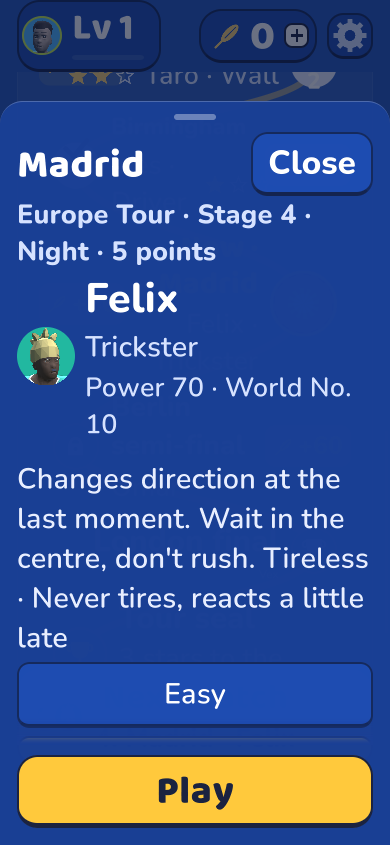 Lv 1
0
Taro · Wall
Madrid
Close
Europe Tour · Stage 4 ·
Night · 5 points
Felix
Trickster
Power 70 · World No.
10
Changes direction at the
last moment. Wait in the
centre, don't rush. Tireless
· Never tires, reacts a little
late
Easy
Play